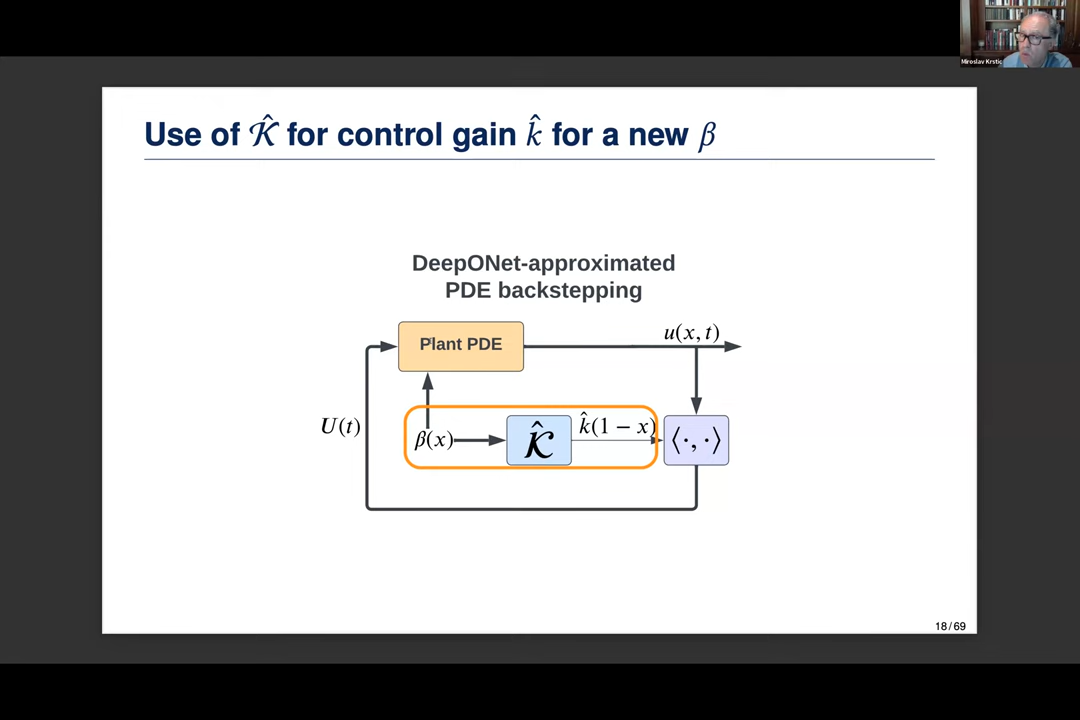 Miroslav Krstic
Use of 𝒦̂ for control gain k̂ for a new β
DeepONet-approximated
PDE backstepping
Plant PDE
u(x, t)
U(t)
β(x)
𝒦̂
k̂(1 − x)
⟨·, ·⟩
18/69